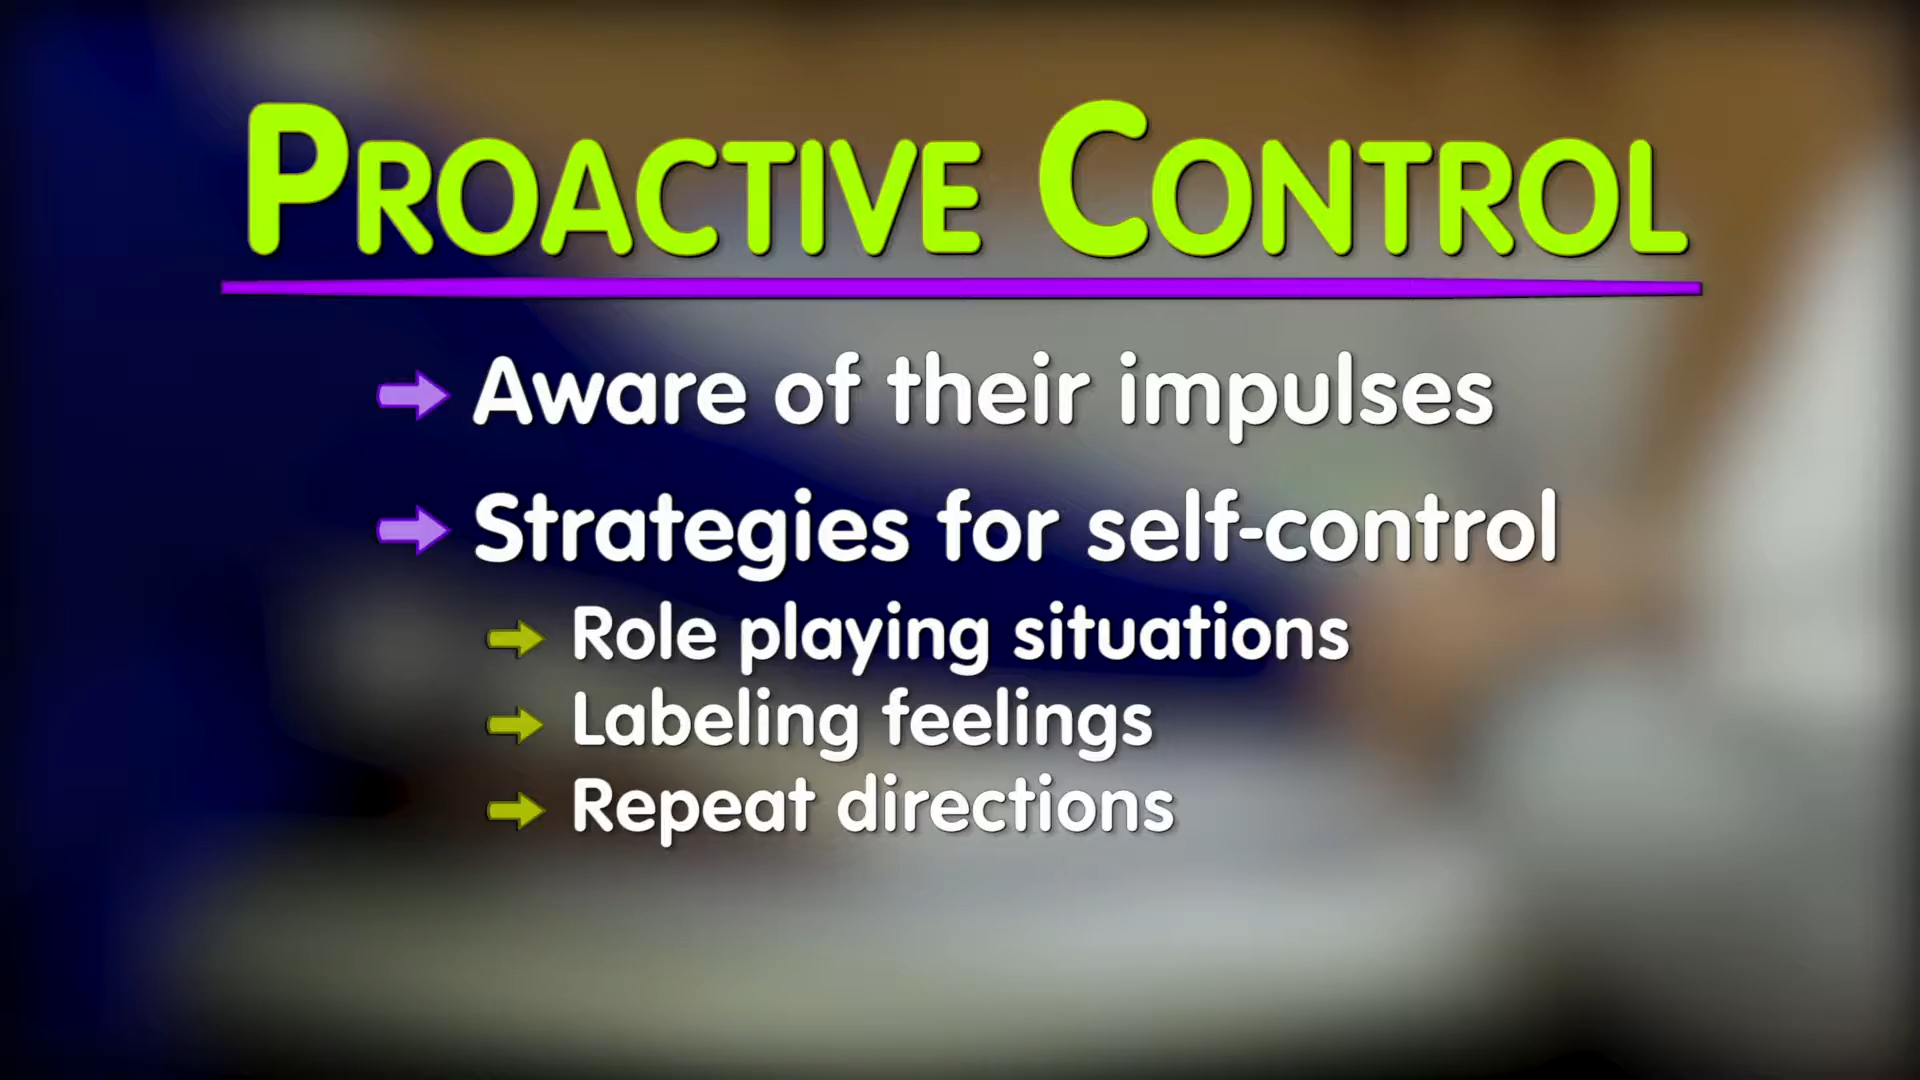 PROACTIVE CONTROL
Aware of their impulses
Strategies for self-control
Role playing situations
Labeling feelings
Repeat directions